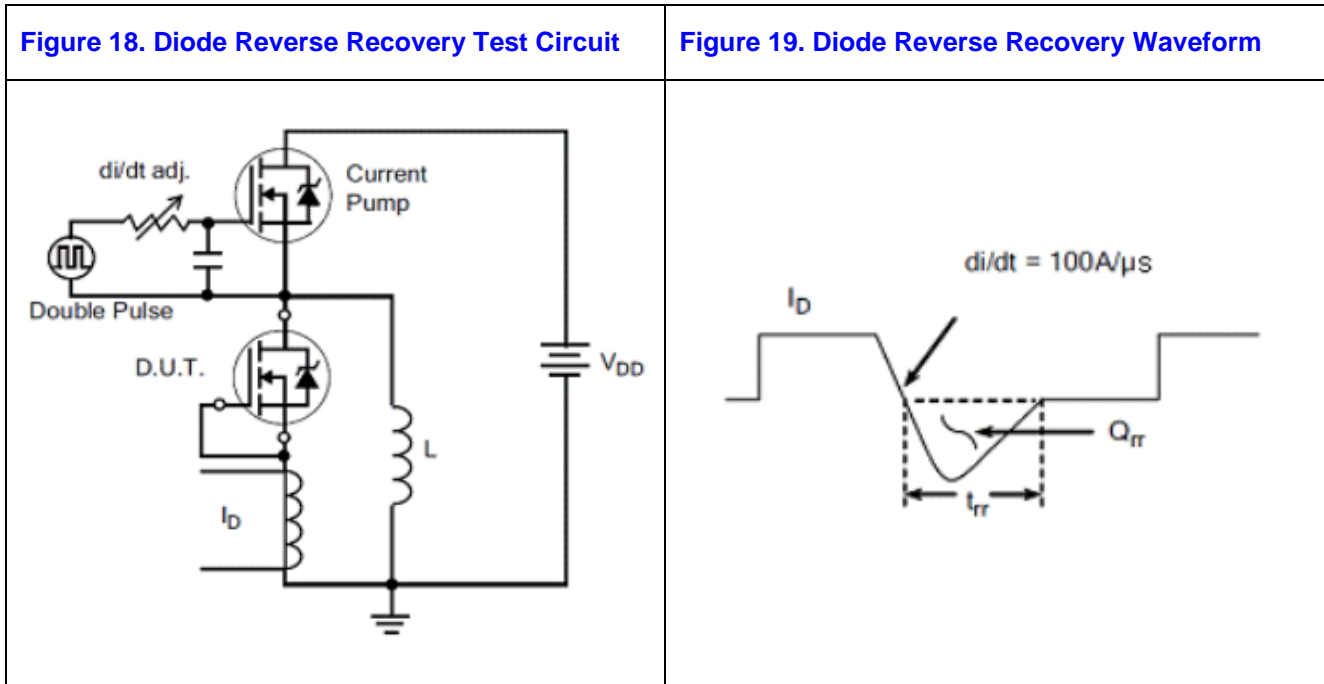 Figure 18. Diode Reverse Recovery Test Circuit
Figure 19. Diode Reverse Recovery Waveform
di/dt adj.
Current
Pump
Double Pulse
D.U.T.
VDD
L
ID
di/dt = 100A/µs
ID
Qrr
trr